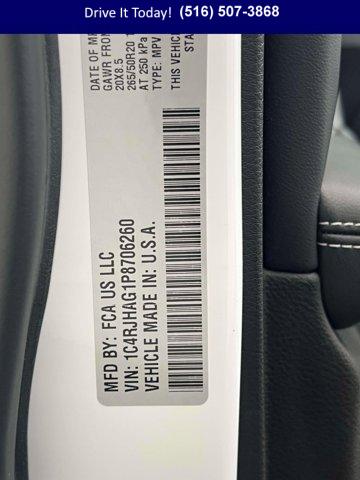 Drive It Today! (516) 507-3868
MFD BY: FCA US LLC
VIN: 1C4RJHAG1P8706260
VEHICLE MADE IN: U.S.A.
DATE OF
GAWR FRON
20X8.5
265/50R20
AT 250 kPa
TYPE: MPV
THIS VEHIC
STA